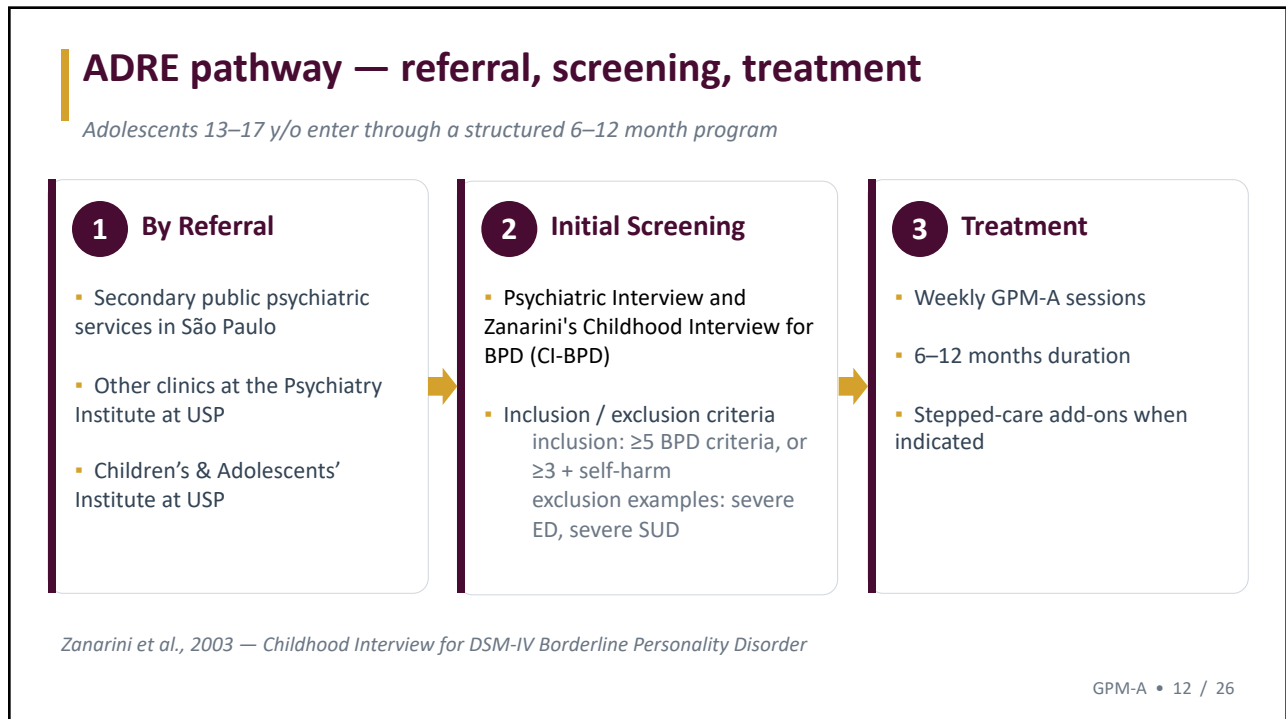 ADRE pathway — referral, screening, treatment
Adolescents 13–17 y/o enter through a structured 6–12 month program
1 By Referral
▪ Secondary public psychiatric
services in São Paulo
▪ Other clinics at the Psychiatry
Institute at USP
▪ Children’s & Adolescents’
Institute at USP
2 Initial Screening
▪ Psychiatric Interview and
Zanarini's Childhood Interview for
BPD (CI-BPD)
▪ Inclusion / exclusion criteria
inclusion: ≥5 BPD criteria, or
≥3 + self-harm
exclusion examples: severe
ED, severe SUD
3 Treatment
▪ Weekly GPM-A sessions
▪ 6–12 months duration
▪ Stepped-care add-ons when
indicated
Zanarini et al., 2003 — Childhood Interview for DSM-IV Borderline Personality Disorder
GPM-A • 12 / 26